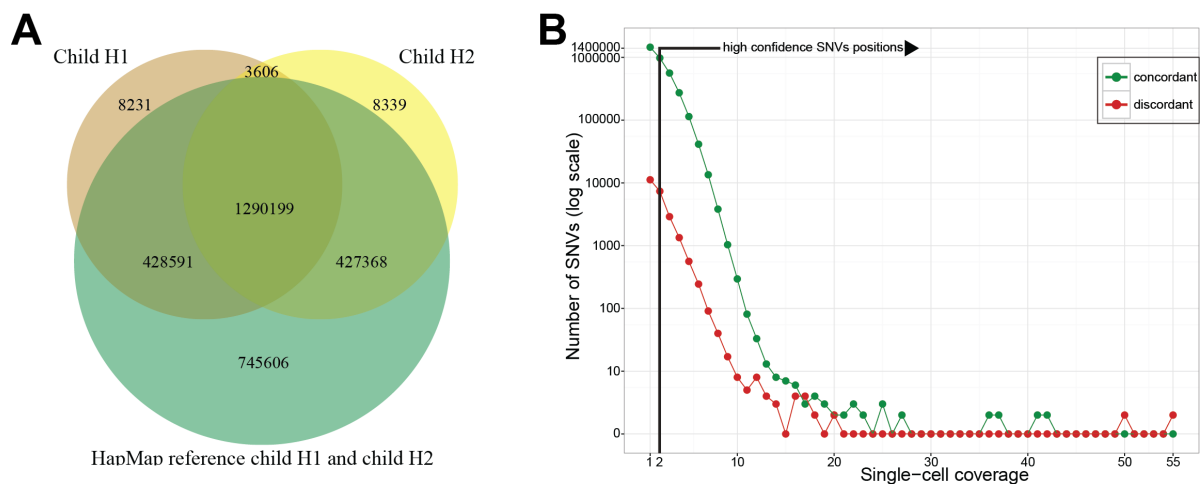 A
Child H1
Child H2
3606
8231
8339
1290199
428591
427368
745606
HapMap reference child H1 and child H2
B
high confidence SNVs positions
concordant
discordant
Number of SNVs (log scale)
1400000
1000000
100000
10000
1000
100
10
0
1 2 10 20 30 40 50 55
Single−cell coverage